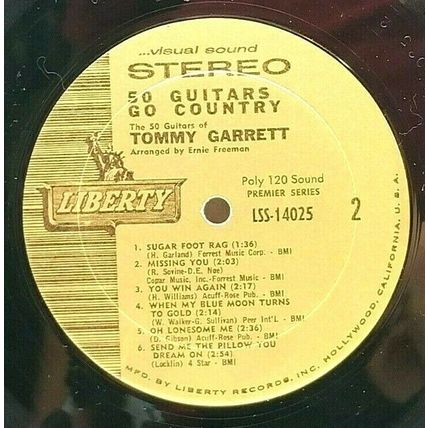 ...visual sound
STEREO
50 GUITARS
GO COUNTRY
The 50 Guitars of
TOMMY GARRETT
Arranged by Ernie Freeman
LIBERTY
Poly 120 Sound
PREMIER SERIES
LSS-14025
2
1. SUGAR FOOT RAG (1:36)
(H. Garland) Forrest Music Corp. - BMI
2. MISSING YOU (2:03)
(R. Sovine-D.E. Noe)
Copar Music, Inc.-Forrest Music - BMI
3. YOU WIN AGAIN (2:17)
(H. Williams) Acuff-Rose Pub. - BMI
4. WHEN MY BLUE MOON TURNS
TO GOLD (2:14)
(W. Walker-G. Sullivan) Peer Int'L - BMI
5. OH LONESOME ME (2:36)
(D. Gibson) Acuff-Rose Pub. - BMI
6. SEND ME THE PILLOW YOU
DREAM ON (2:54)
(Locklin) 4 Star - BMI
MFD. BY LIBERTY RECORDS, INC. HOLLYWOOD, CALIFORNIA, U.S.A.